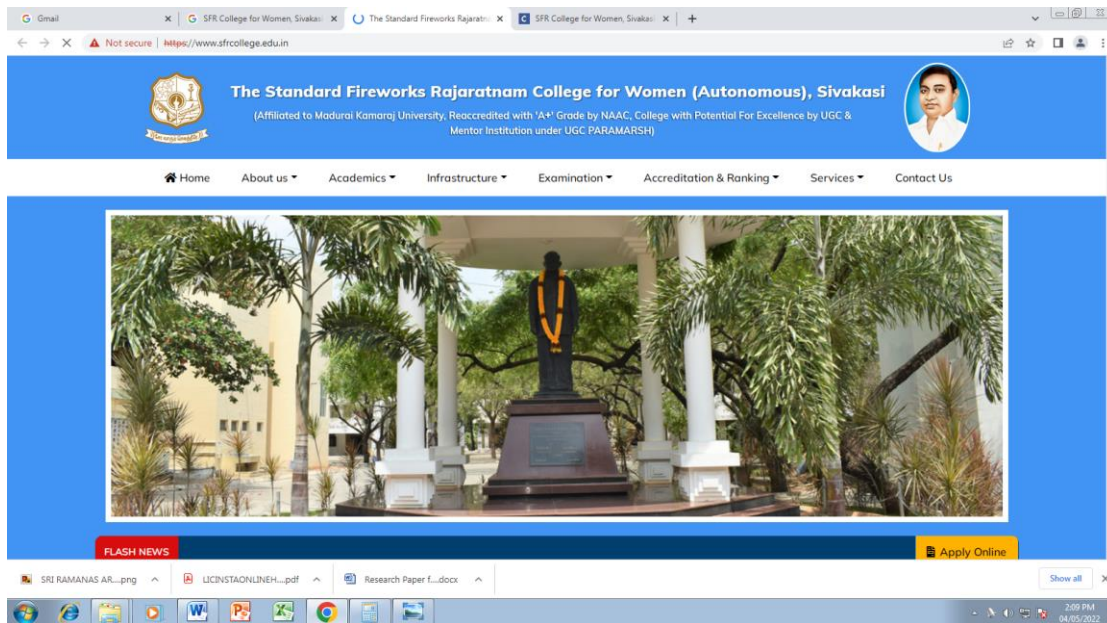 Gmail
SFR College for Women, Sivakas
The Standard Fireworks Rajaratn
SFR College for Women, Sivakasi
Not secure https://www.sfrcollege.edu.in
The Standard Fireworks Rajaratnam College for Women (Autonomous), Sivakasi
(Affiliated to Madurai Kamaraj University, Reaccredited with 'A+' Grade by NAAC, College with Potential For Excellence by UGC &
Mentor Institution under UGC PARAMARSH)
Home About us Academics Infrastructure Examination Accreditation & Ranking Services Contact Us
FLASH NEWS
Apply Online
SRI RAMANAS AR....png
LICINSTAONLINEH....pdf
Research Paper f....docx
Show all
2:09 PM
04/05/2022